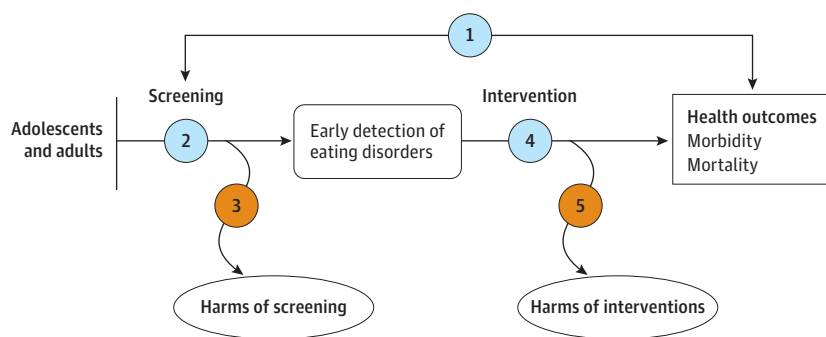 1
Screening
Intervention
Adolescents
and adults
2
Early detection of
eating disorders
4
Health outcomes
Morbidity
Mortality
3
5
Harms of screening
Harms of interventions